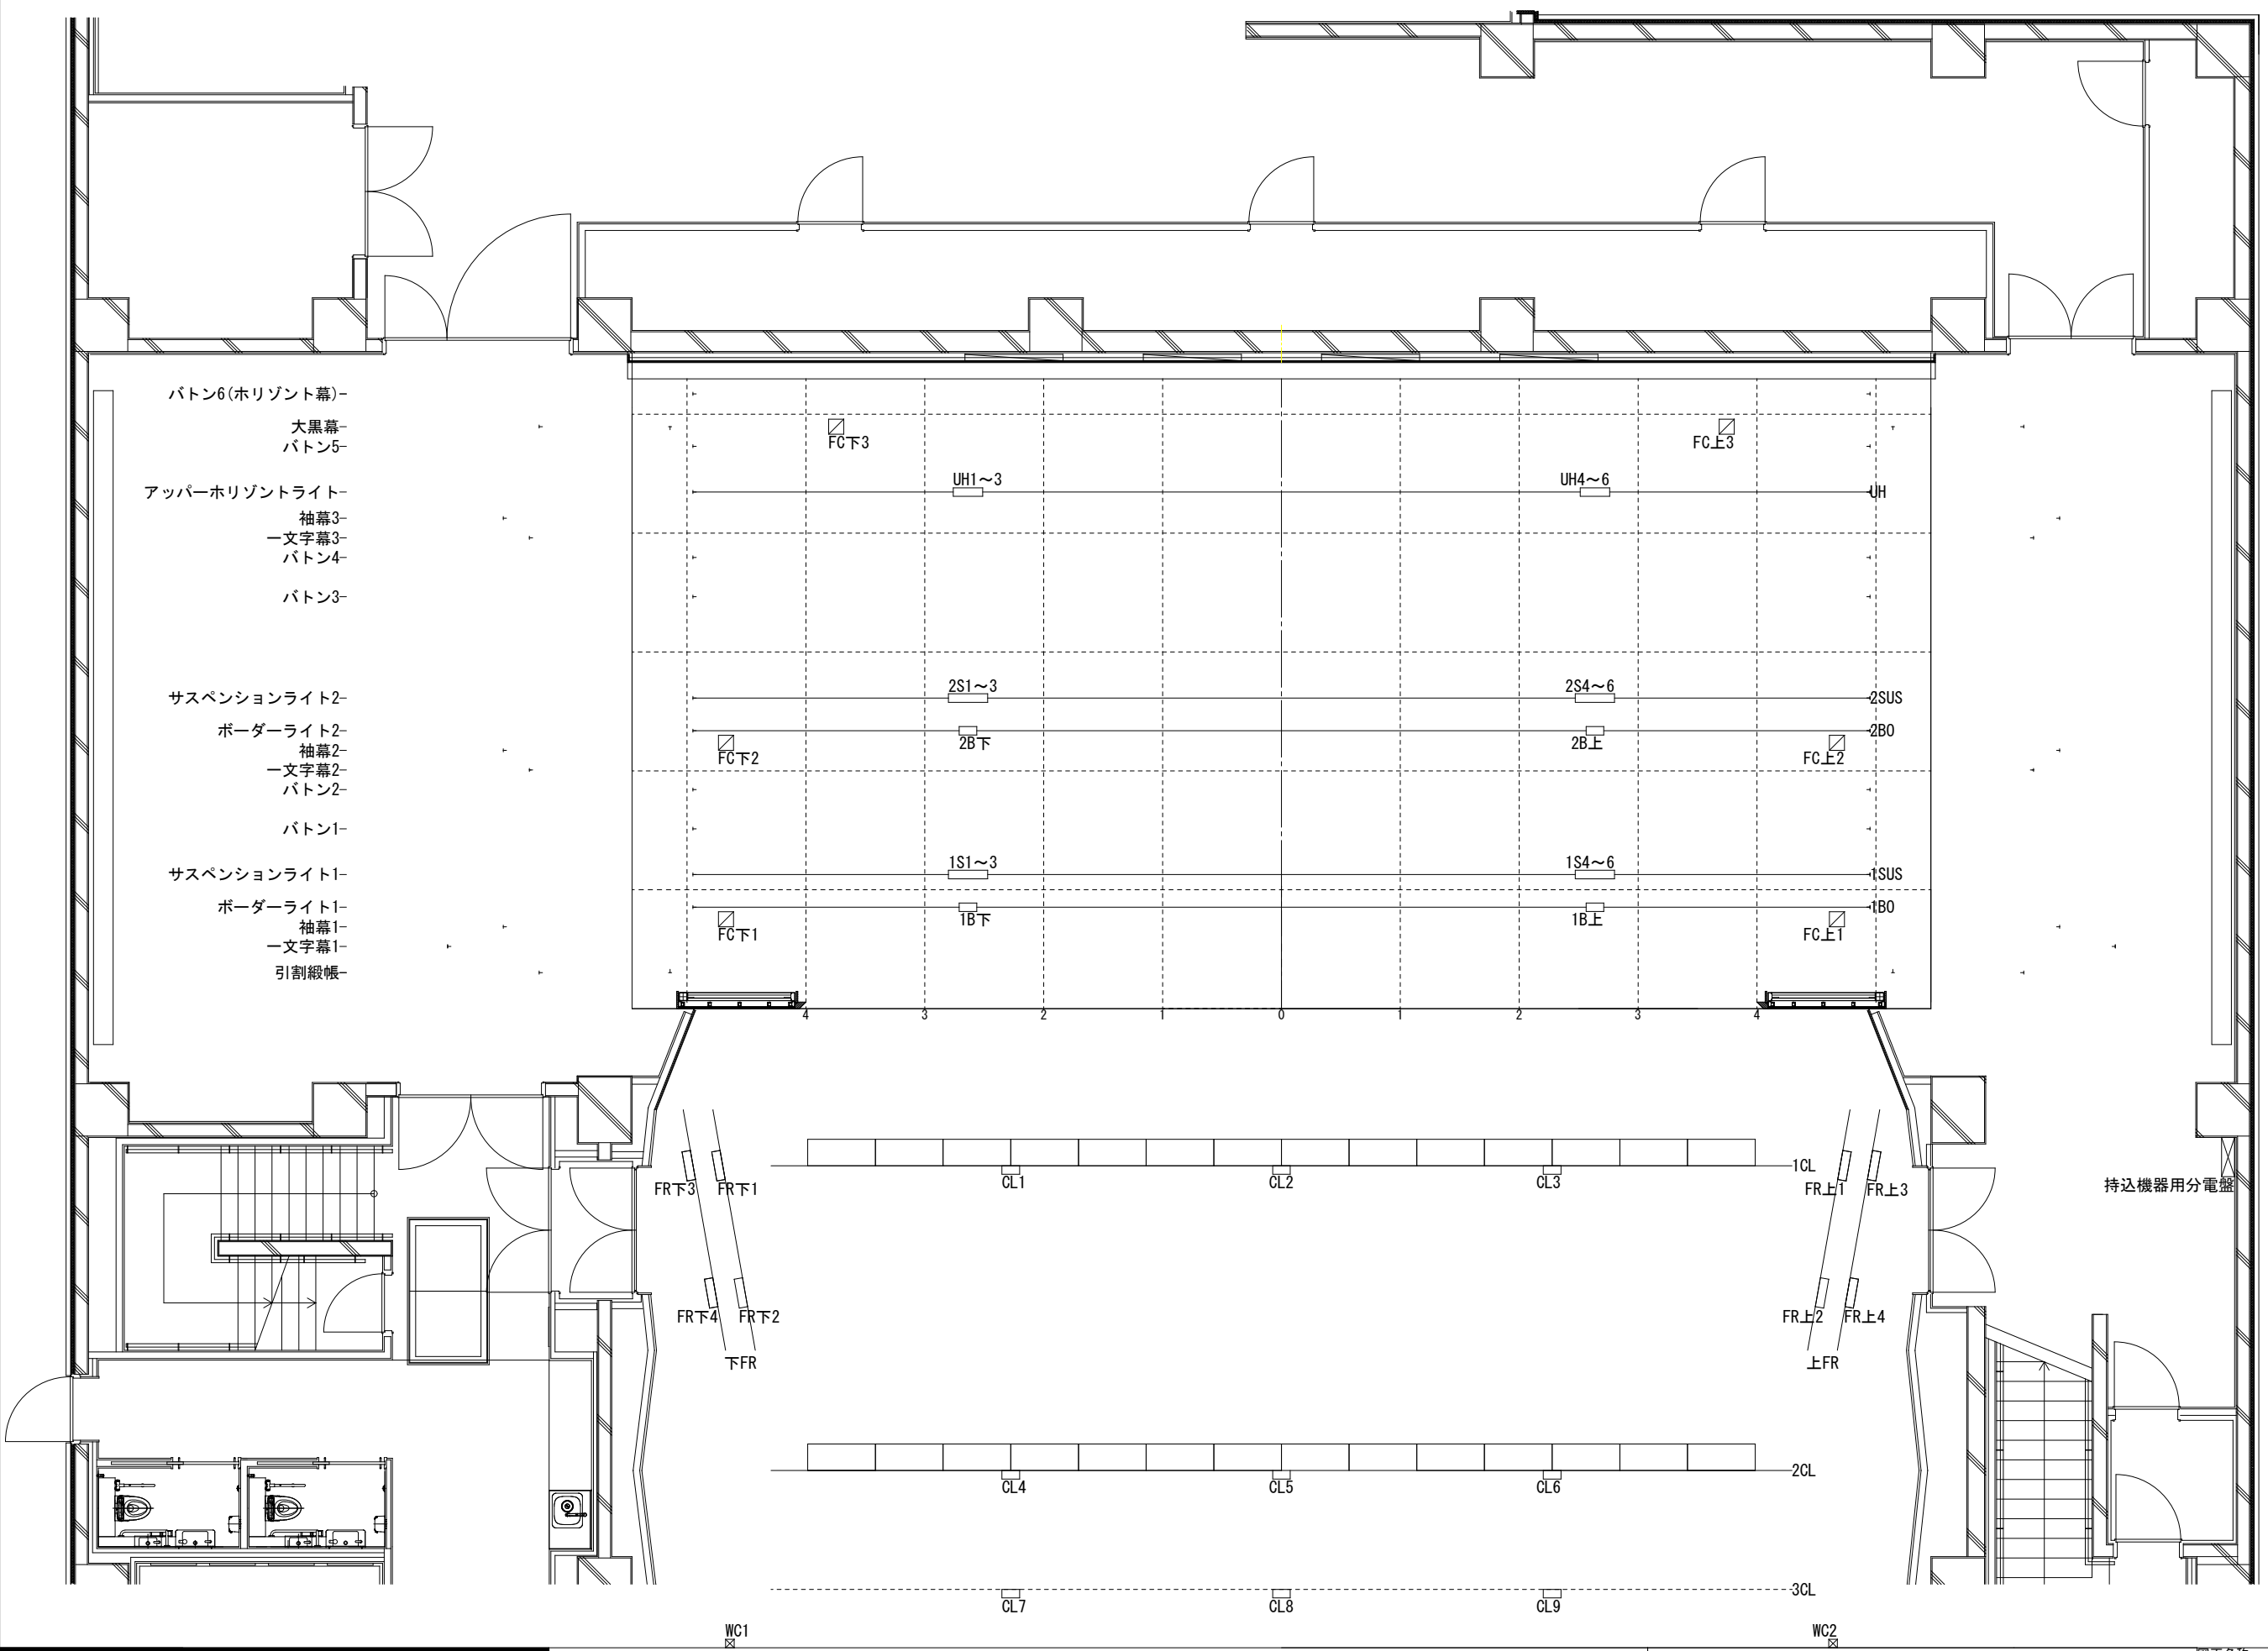 バトン6(ホリゾント幕)
大黒幕
FC下3
FC上3
バトン5
UH1～3
UH4～6
アッパーホリゾントライト
UH
袖幕3
一文字幕3
バトン4
バトン3
2S1～3
2S4～6
サスペンションライト2
2SUS
ボーダーライト2
2BO
2B下
2B上
袖幕2
FC下2
FC上2
一文字幕2
バトン2
バトン1
1S1～3
1S4～6
サスペンションライト1
1SUS
ボーダーライト1
1BO
1B下
1B上
袖幕1
FC下1
FC上1
一文字幕1
引割緞帳
4 3 2 1 0 1 2 3 4
1CL
CL1
CL2
CL3
FR下3
FR下1
FR上1
FR上3
持込機器用分電盤
FR下4
FR下2
FR上2
FR上4
下FR
上FR
2CL
CL4
CL5
CL6
3CL
CL7
CL8
CL9
WC1
WC2